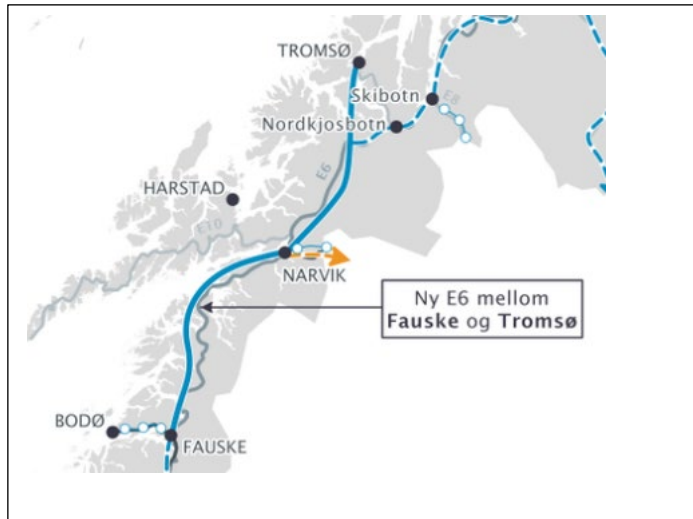 TROMSØ
Skibotn
E8
Nordkjosbotn
E6
HARSTAD
E10
NARVIK
Ny E6 mellom
Fauske og Tromsø
BODØ
FAUSKE